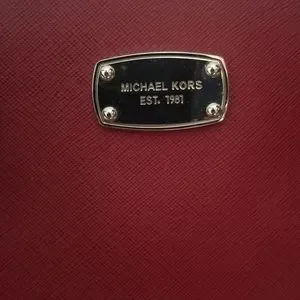 MICHAEL KORS
EST. 1981